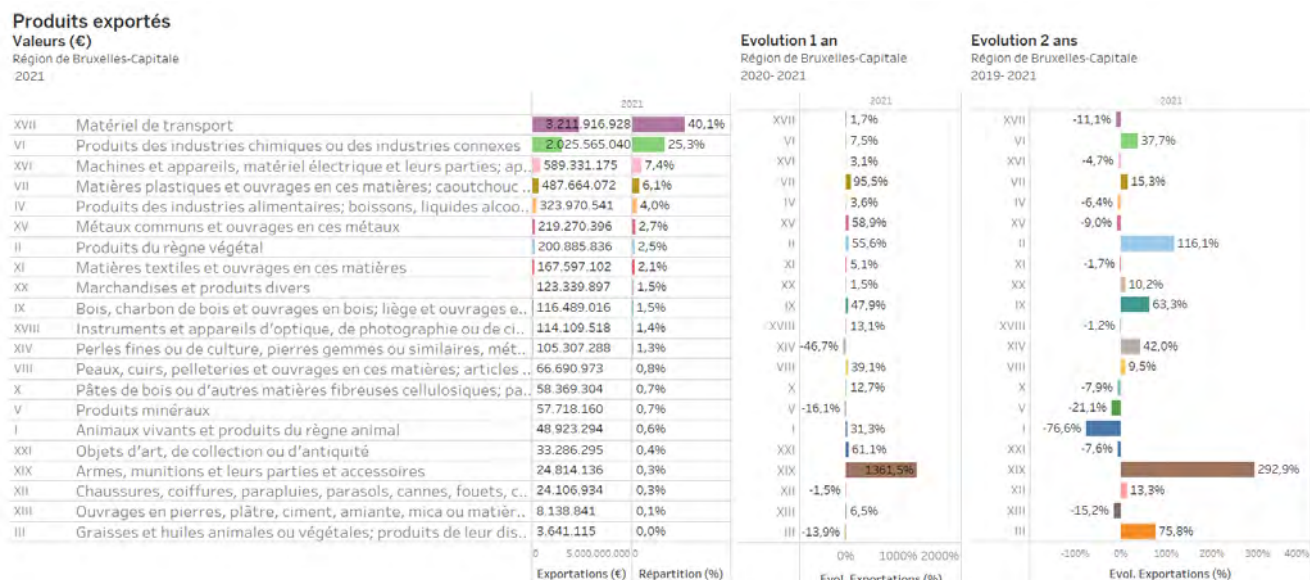 Produits exportés
Valeurs (€)
Région de Bruxelles-Capitale
2021
2021
XVII Matériel de transport 3.211.916.928 40,1%
VI Produits des industries chimiques ou des industries connexes 2.025.565.040 25,3%
XVI Machines et appareils, matériel électrique et leurs parties; ap.. 589.331.175 7,4%
VII Matières plastiques et ouvrages en ces matières; caoutchouc .. 487.664.072 6,1%
IV Produits des industries alimentaires; boissons, liquides alcoo.. 323.970.541 4,0%
XV Métaux communs et ouvrages en ces métaux 219.270.396 2,7%
II Produits du règne végétal 200.885.836 2,5%
XI Matières textiles et ouvrages en ces matières 167.597.102 2,1%
XX Marchandises et produits divers 123.339.897 1,5%
IX Bois, charbon de bois et ouvrages en bois; liège et ouvrages e.. 116.489.016 1,5%
XVIII Instruments et appareils d'optique, de photographie ou de ci.. 114.109.518 1,4%
XIV Perles fines ou de culture, pierres gemmes ou similaires, mét.. 105.307.288 1,3%
VIII Peaux, cuirs, pelleteries et ouvrages en ces matières; articles .. 66.690.973 0,8%
X Pâtes de bois ou d'autres matières fibreuses cellulosiques; pa.. 58.369.304 0,7%
V Produits minéraux 57.718.160 0,7%
I Animaux vivants et produits du règne animal 48.923.294 0,6%
XXI Objets d'art, de collection ou d'antiquité 33.286.295 0,4%
XIX Armes, munitions et leurs parties et accessoires 24.814.136 0,3%
XII Chaussures, coiffures, parapluies, parasols, cannes, fouets, c.. 24.106.934 0,3%
XIII Ouvrages en pierres, plâtre, ciment, amiante, mica ou matièr.. 8.138.841 0,1%
III Graisses et huiles animales ou végétales; produits de leur dis.. 3.641.115 0,0%
0 5.000.000.000
Exportations (€) Répartition (%)
Evolution 1 an
Région de Bruxelles-Capitale
2020- 2021
2021
XVII 1,7%
VI 7,5%
XVI 3,1%
VII 95,5%
IV 3,6%
XV 58,9%
II 55,6%
XI 5,1%
XX 1,5%
IX 47,9%
XVIII 13,1%
XIV -46,7%
VIII 39,1%
X 12,7%
V -16,1%
I 31,3%
XXI 61,1%
XIX 1361,5%
XII -1,5%
XIII 6,5%
III -13,9%
0% 1000% 2000%
Evol. Exportations (%)
Evolution 2 ans
Région de Bruxelles-Capitale
2019- 2021
2021
XVII -11,1%
VI 37,7%
XVI -4,7%
VII 15,3%
IV -6,4%
XV -9,0%
II 116,1%
XI -1,7%
XX 10,2%
IX 63,3%
XVIII -1,2%
XIV 42,0%
VIII 9,5%
X -7,9%
V -21,1%
I -76,6%
XXI -7,6%
XIX 292,9%
XII 13,3%
XIII -15,2%
III 75,8%
-100% 0% 100% 200% 300% 400%
Evol. Exportations (%)